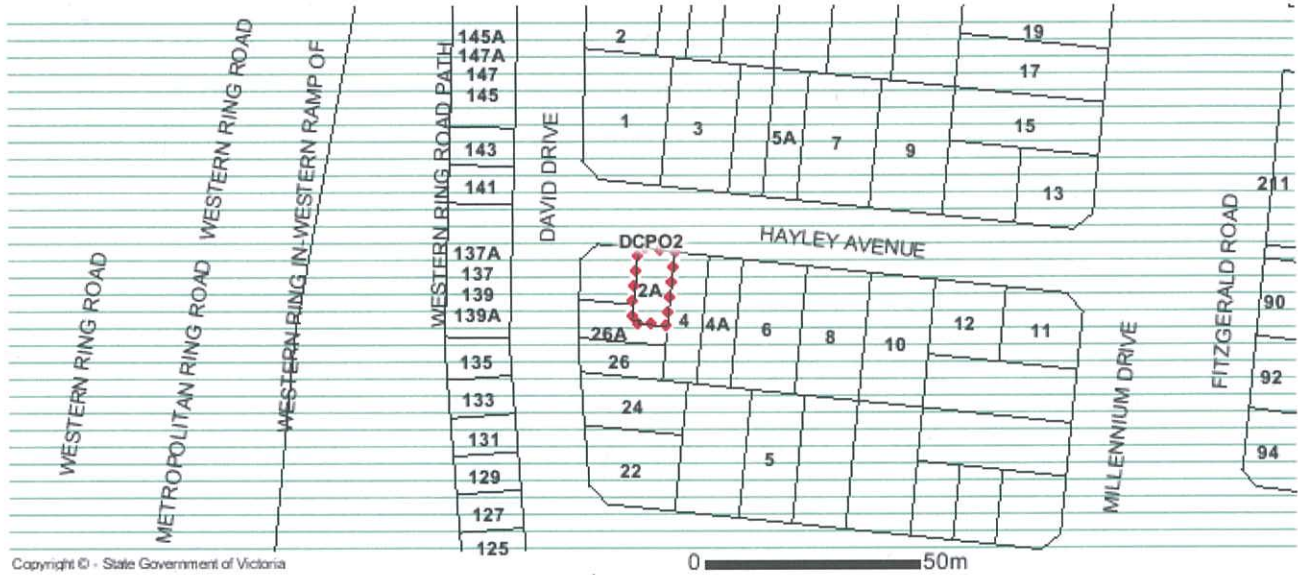 WESTERN RING ROAD
METROPOLITAN RING ROAD
WESTERN RING ROAD
WESTERN RING IN-WESTERN RAMP OF
WESTERN RING ROAD PATH
145A
147A
147
145
143
141
137A
137
139
139A
135
133
131
129
127
125
DAVID DRIVE
2
1
3
5A
7
9
19
17
15
13
HAYLEY AVENUE
DCPO2
2A
4
4A
6
8
10
12
11
26A
26
24
22
5
MILLENNIUM DRIVE
FITZGERALD ROAD
211
90
92
94
Copyright © - State Government of Victoria
0 50m